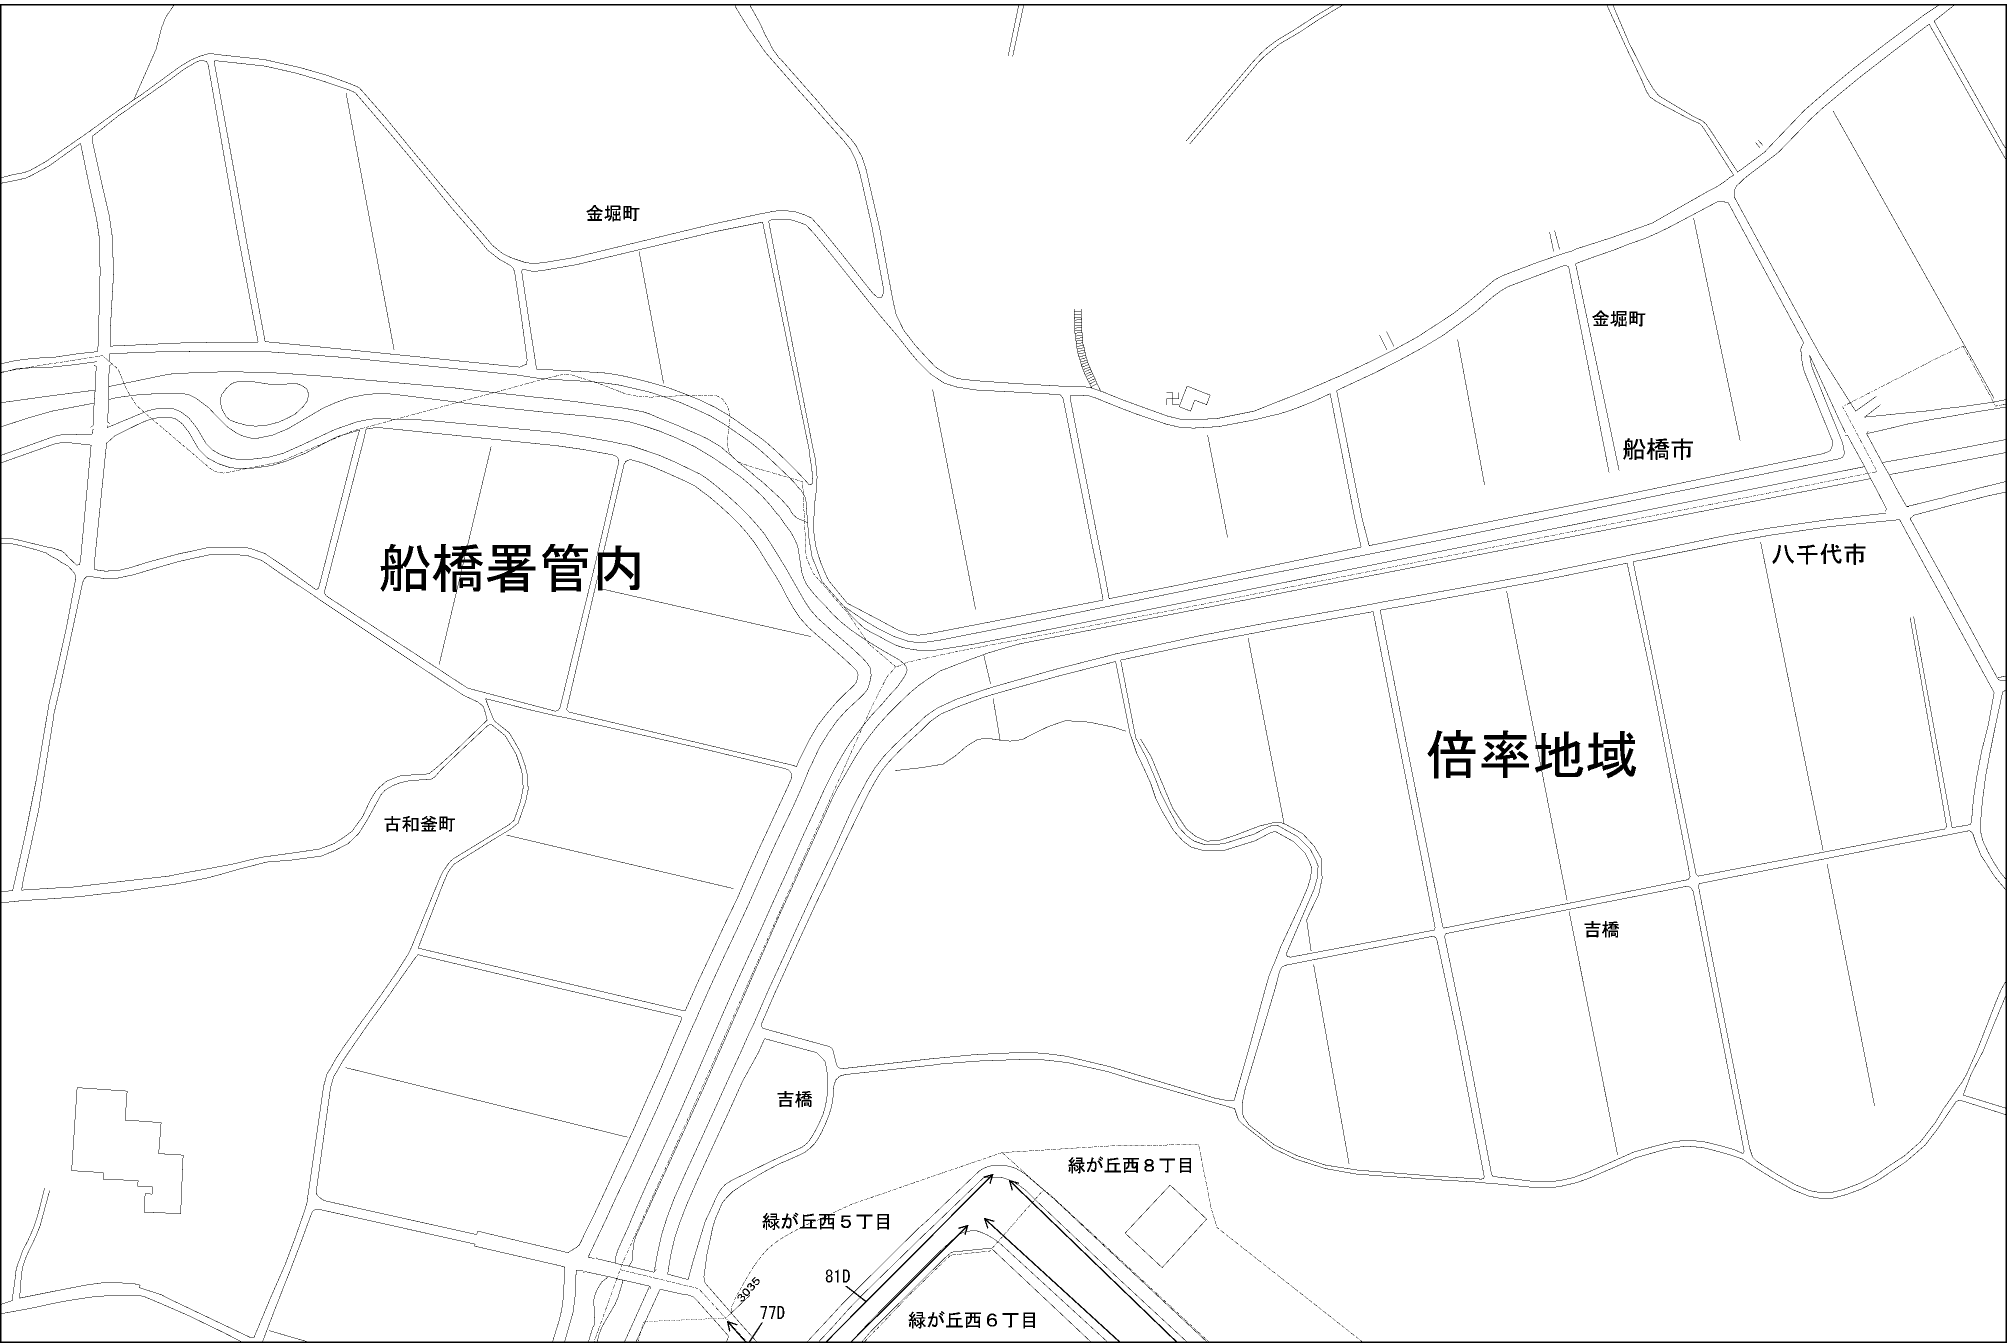 金堀町
金堀町
船橋市
八千代市
船橋署管内
倍率地域
古和釜町
吉橋
吉橋
緑が丘西８丁目
緑が丘西５丁目
81D
3035
77D
緑が丘西６丁目